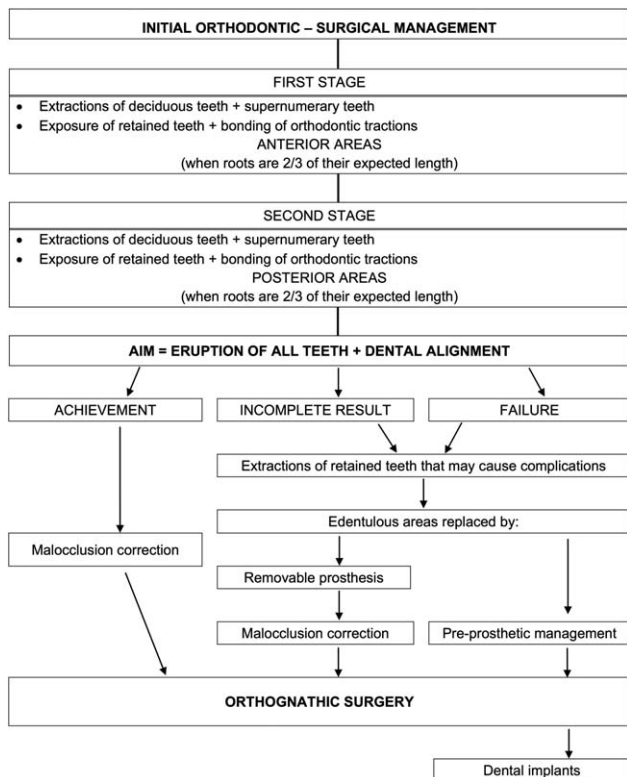 INITIAL ORTHODONTIC – SURGICAL MANAGEMENT
FIRST STAGE
• Extractions of deciduous teeth + supernumerary teeth
• Exposure of retained teeth + bonding of orthodontic tractions
ANTERIOR AREAS
(when roots are 2/3 of their expected length)
SECOND STAGE
• Extractions of deciduous teeth + supernumerary teeth
• Exposure of retained teeth + bonding of orthodontic tractions
POSTERIOR AREAS
(when roots are 2/3 of their expected length)
AIM = ERUPTION OF ALL TEETH + DENTAL ALIGNMENT
ACHIEVEMENT
INCOMPLETE RESULT
FAILURE
Extractions of retained teeth that may cause complications
Edentulous areas replaced by:
Malocclusion correction
Removable prosthesis
Malocclusion correction
Pre-prosthetic management
ORTHOGNATHIC SURGERY
Dental implants